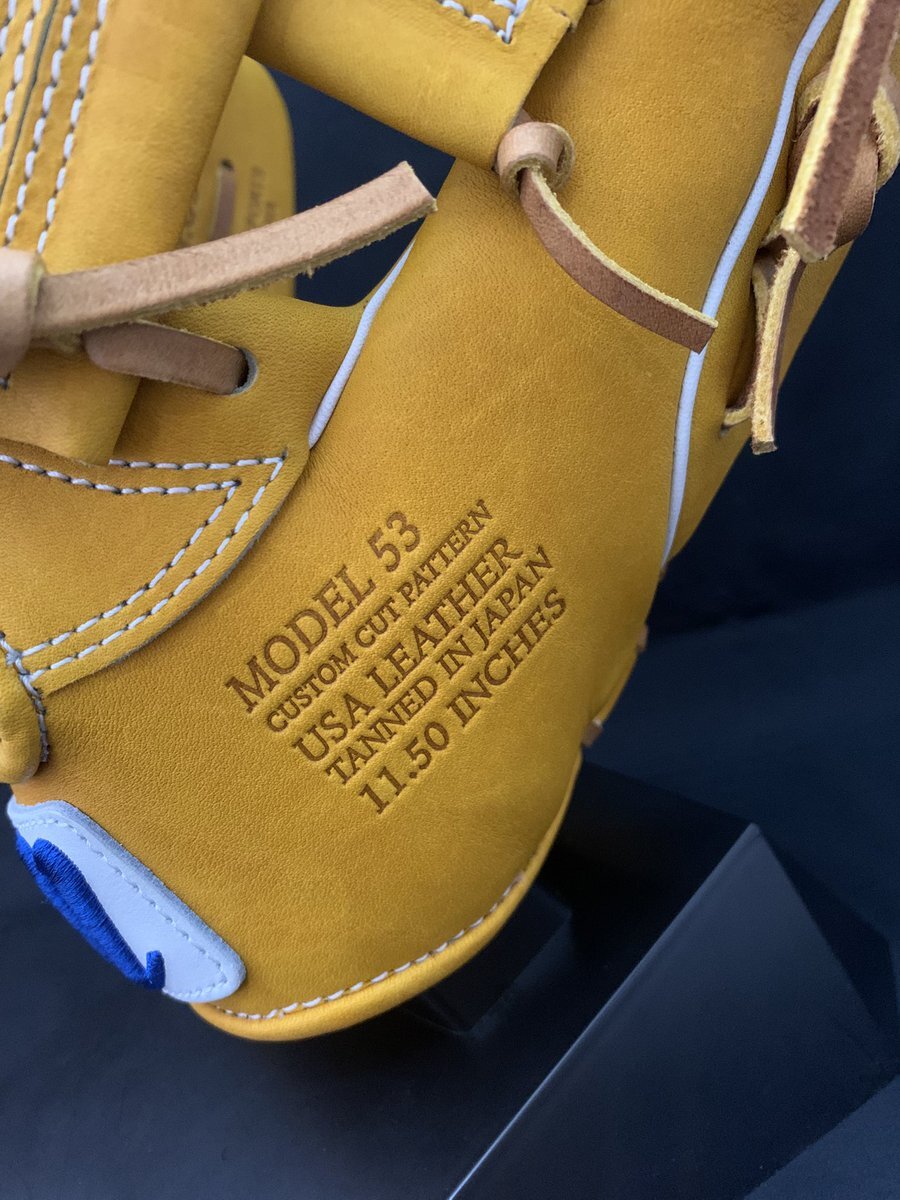 MODEL 53
CUSTOM CUT PATTERN
USA LEATHER
TANNED IN JAPAN
11.50 INCHES